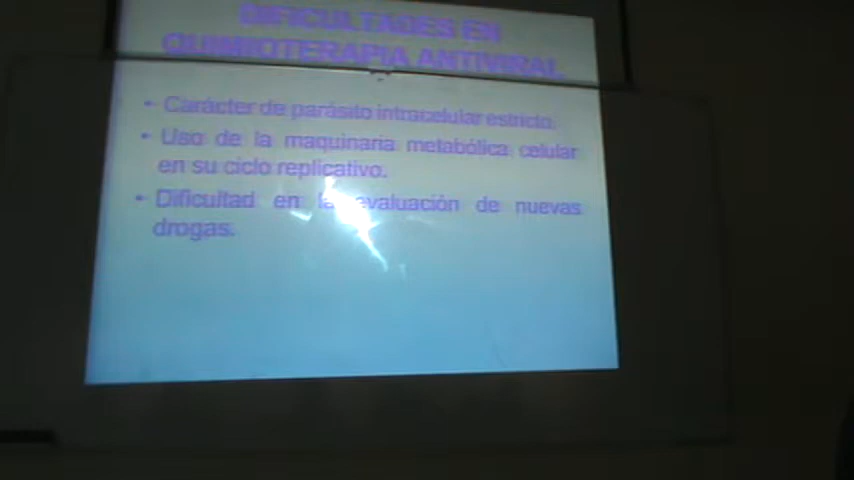 DIFICULTADES EN
QUIMIOTERAPIA ANTIVIRAL
• Carácter de parásito intracelular estricto.
• Uso de la maquinaria metabólica celular
en su ciclo replicativo.
• Dificultad en la evaluación de nuevas
drogas.